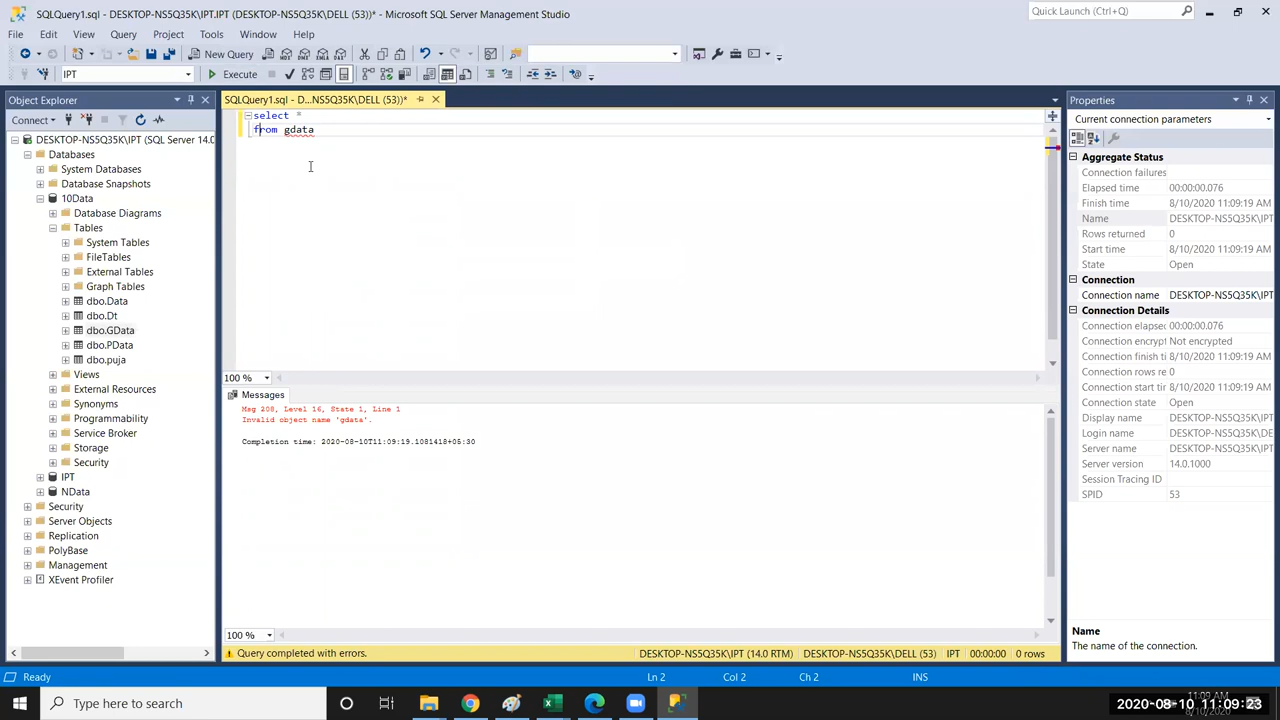 SQLQuery1.sql - DESKTOP-NS5Q35K\IPT.IPT (DESKTOP-NS5Q35K\DELL (53))* - Microsoft SQL Server Management Studio
Quick Launch (Ctrl+Q)
File Edit View Query Project Tools Window Help
New Query
MDX DMX XMLA DAX
IPT
Execute
Object Explorer
SQLQuery1.sql - D...NS5Q35K\DELL (53))*
Properties
Connect
DESKTOP-NS5Q35K\IPT (SQL Server 14.0
Databases
System Databases
Database Snapshots
10Data
Database Diagrams
Tables
System Tables
FileTables
External Tables
Graph Tables
dbo.Data
dbo.Dt
dbo.GData
dbo.PData
dbo.puja
Views
External Resources
Synonyms
Programmability
Service Broker
Storage
Security
IPT
NData
Security
Server Objects
Replication
PolyBase
Management
XEvent Profiler
select *
from gdata
100 %
Messages
Msg 208, Level 16, State 1, Line 1
Invalid object name 'gdata'.
Completion time: 2020-08-10T11:09:19.1081418+05:30
100 %
Query completed with errors.
DESKTOP-NS5Q35K\IPT (14.0 RTM) DESKTOP-NS5Q35K\DELL (53) IPT 00:00:00 0 rows
Current connection parameters
Aggregate Status
Connection failures
Elapsed time 00:00:00.076
Finish time 8/10/2020 11:09:19 AM
Name DESKTOP-NS5Q35K\IPT
Rows returned 0
Start time 8/10/2020 11:09:19 AM
State Open
Connection
Connection name DESKTOP-NS5Q35K\IPT
Connection Details
Connection elapse 00:00:00.076
Connection encryp Not encrypted
Connection finish ti 8/10/2020 11:09:19 AM
Connection rows re 0
Connection start tin 8/10/2020 11:09:19 AM
Connection state Open
Display name DESKTOP-NS5Q35K\IPT
Login name DESKTOP-NS5Q35K\DE
Server name DESKTOP-NS5Q35K\IPT
Server version 14.0.1000
Session Tracing ID
SPID 53
Name
The name of the connection.
Ready
Ln 2 Col 2 Ch 2 INS
Type here to search
11:09 AM
8/10/2020
2020-08-10 11:09:23